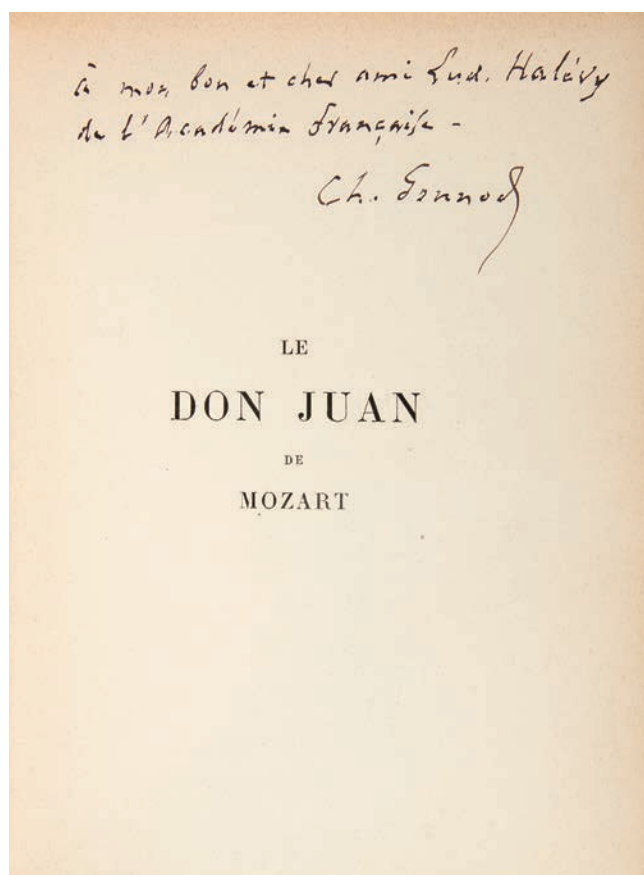 à mon bon et cher ami Lud. Halévy
de l'Académie française -
Ch. Gounod
LE
DON JUAN
DE
MOZART